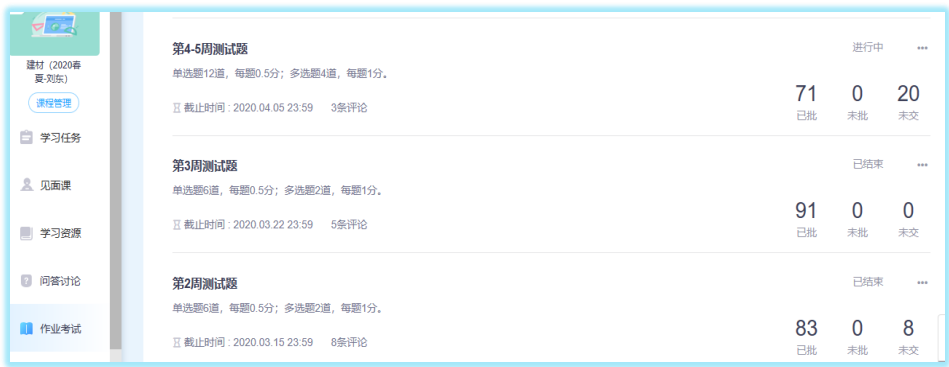 建材（2020春
夏-刘东）
课程管理
学习任务
见面课
学习资源
问答讨论
作业考试
第4-5周测试题
进行中
单选题12道，每题0.5分；多选题4道，每题1分。
71 0 20
截止时间 : 2020.04.05 23:59 3条评论
已批 未批 未交
第3周测试题
已结束
单选题6道，每题0.5分；多选题2道，每题1分。
91 0 0
截止时间 : 2020.03.22 23:59 5条评论
已批 未批 未交
第2周测试题
已结束
单选题6道，每题0.5分；多选题2道，每题1分。
83 0 8
截止时间 : 2020.03.15 23:59 8条评论
已批 未批 未交